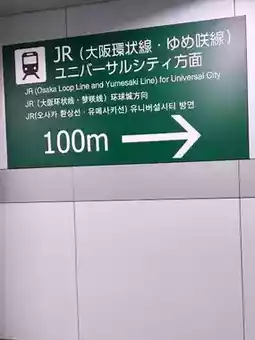 JR（大阪環状線・ゆめ咲線）
ユニバーサルシティ方面
JR (Osaka Loop Line and Yumesaki Line) for Universal City
JR（大阪环状线・梦咲线）环球城方向
JR(오사카 환상선・유메사키선) 유니버설시티 방면
100m